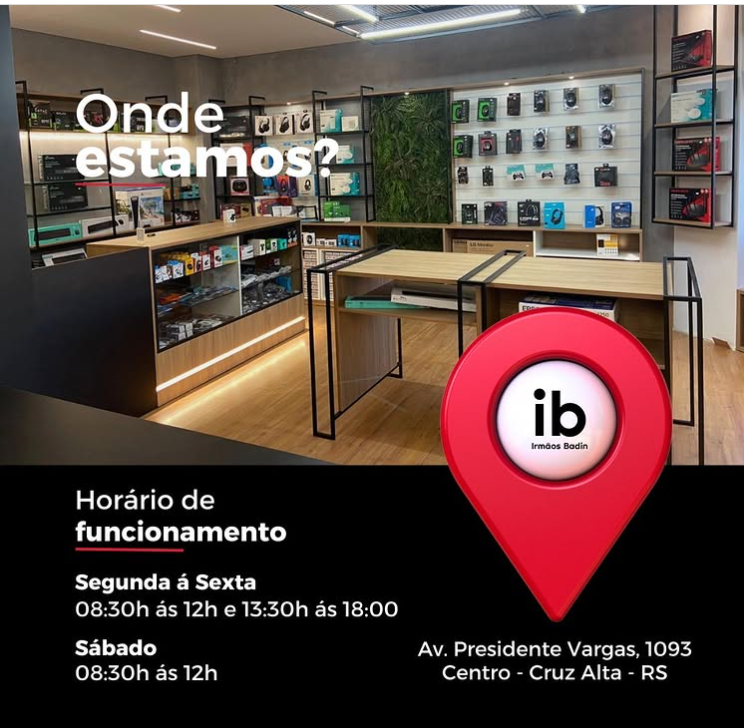 Onde
estamos?
ib
Irmãos Badin
Horário de
funcionamento
Segunda á Sexta
08:30h ás 12h e 13:30h ás 18:00
Sábado
08:30h ás 12h
Av. Presidente Vargas, 1093
Centro - Cruz Alta - RS